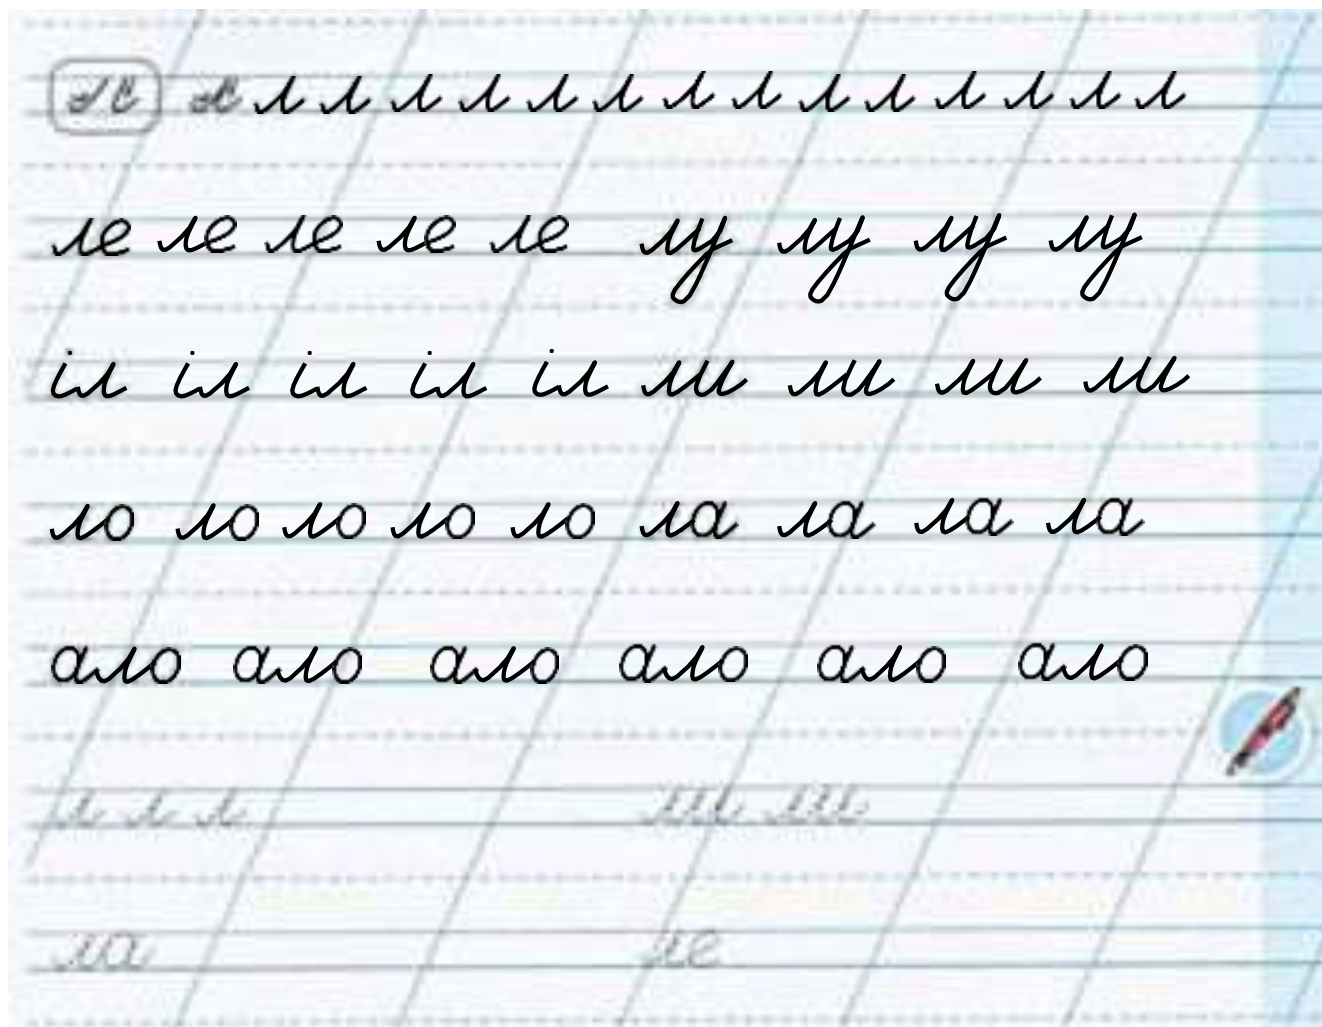 л л л л л л л л л л л л л л
ле ле ле ле ле лу лу лу лу
іл іл іл іл іл ли ли ли ли
ло ло ло ло ло ла ла ла ла
ало ало ало ало ало ало
л л л ли ли
ла ле